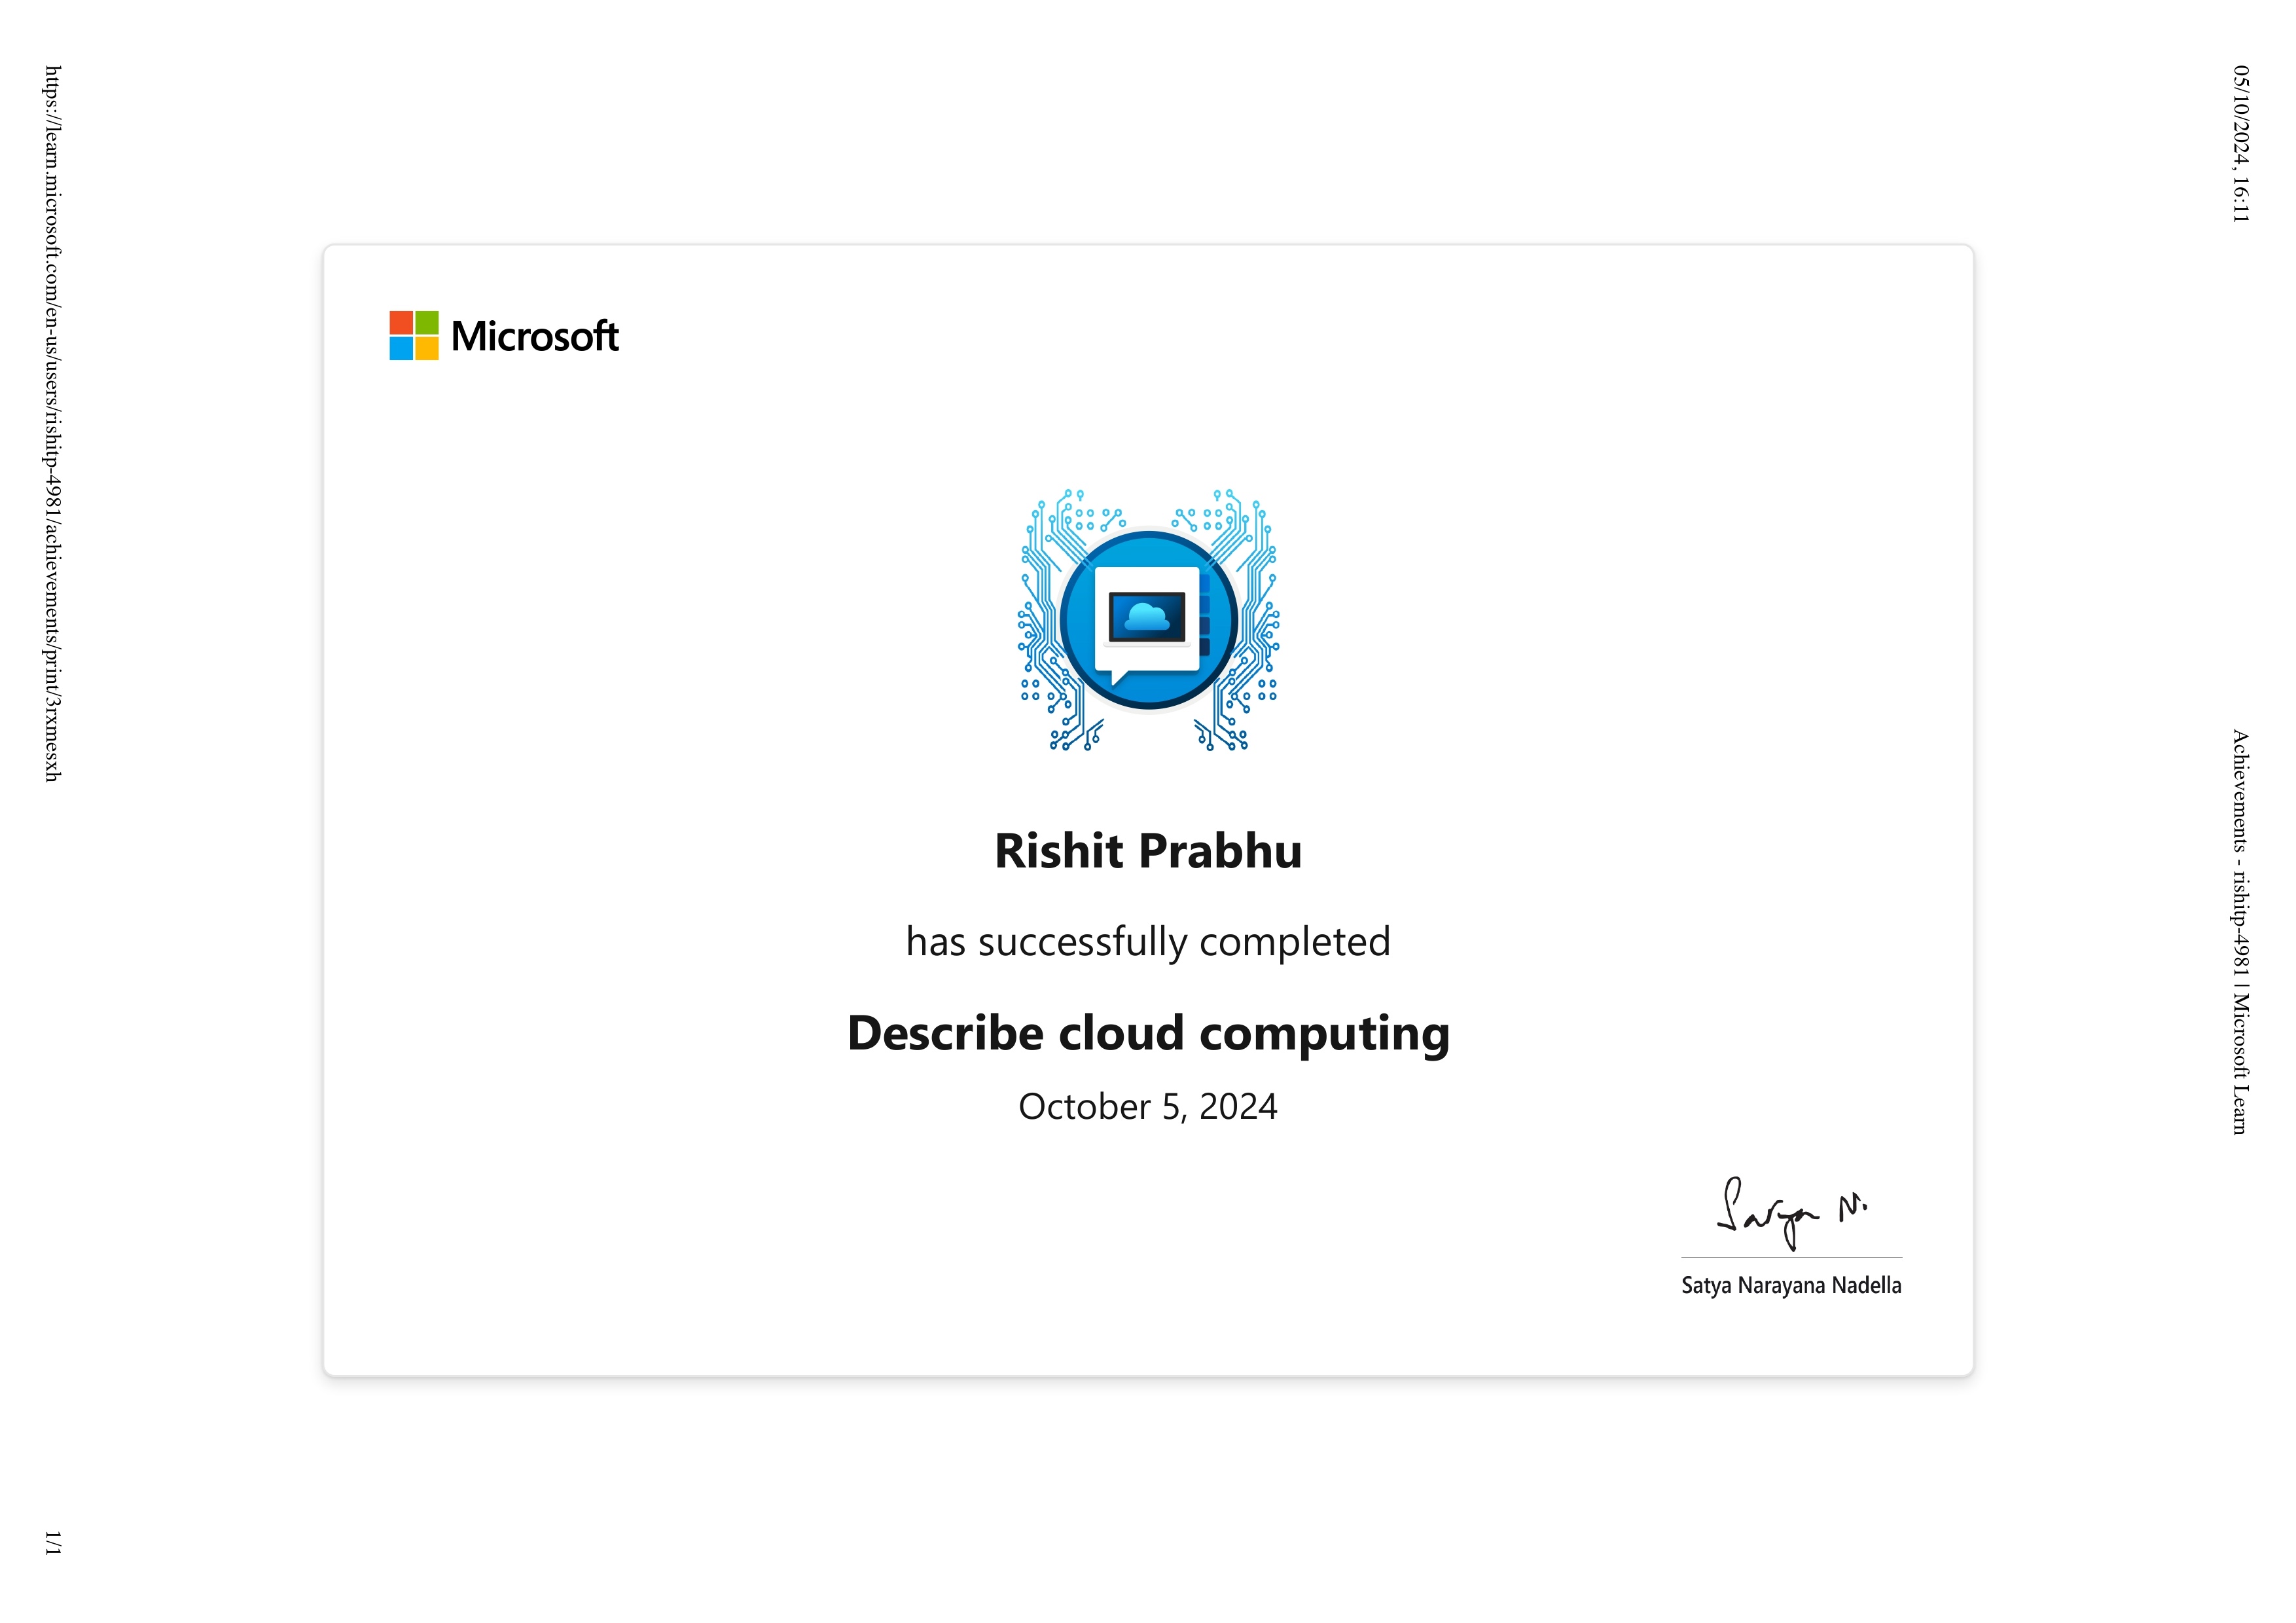 05/10/2024, 16:11
Achievements - rishitp-4981 | Microsoft Learn
Microsoft
Rishit Prabhu
has successfully completed
Describe cloud computing
October 5, 2024
Satya N.
Satya Narayana Nadella
https://learn.microsoft.com/en-us/users/rishitp-4981/achievements/print/3rxmesxh
1/1